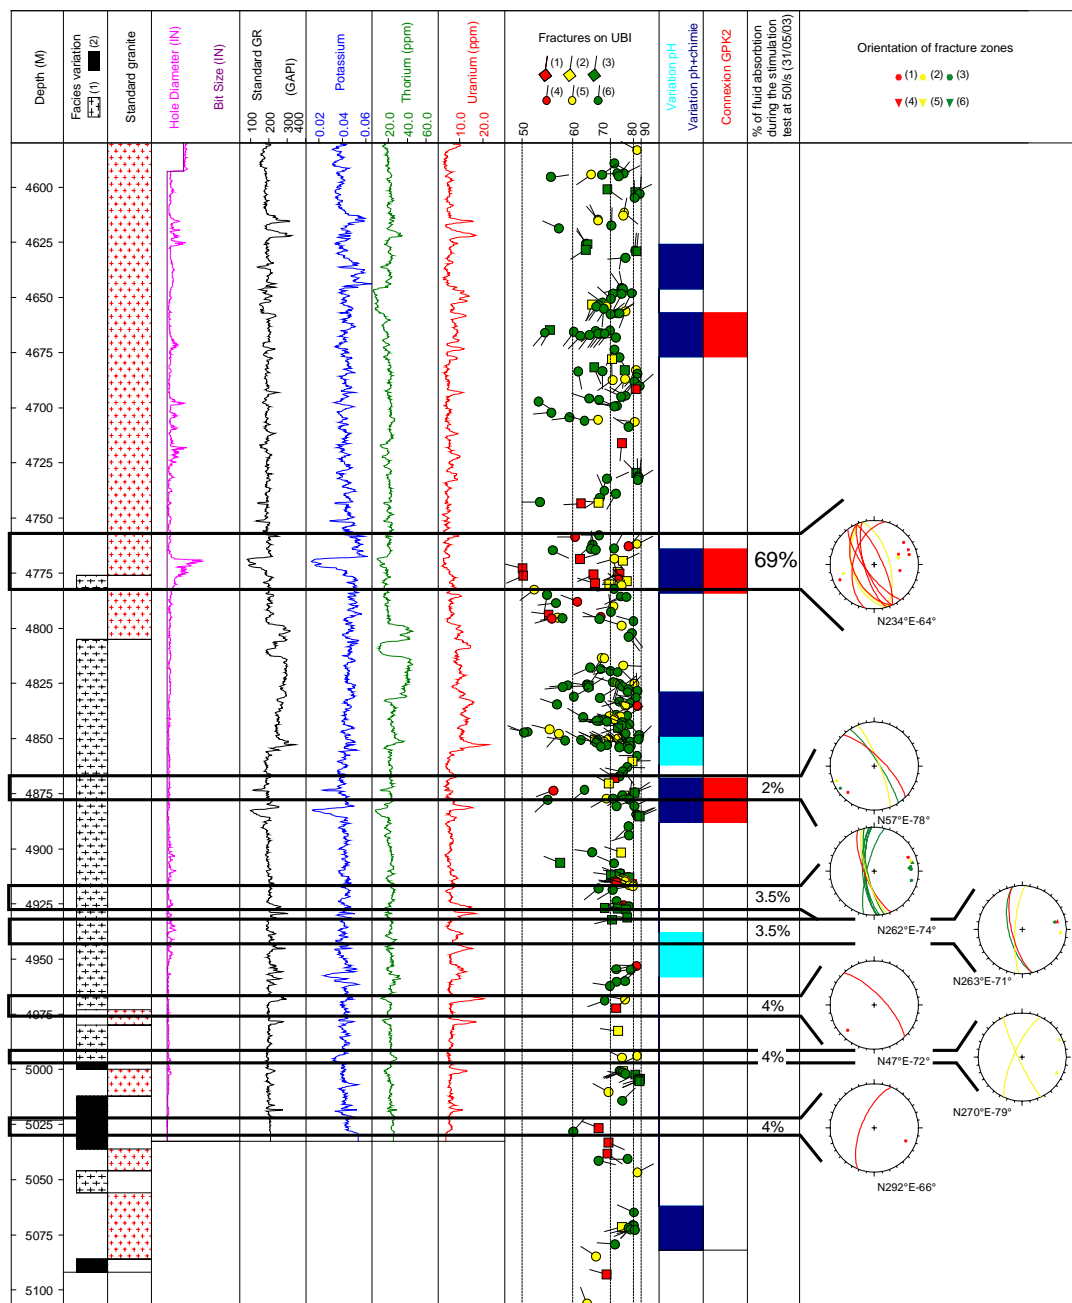 Depth (M)
Facies variation
(1) (2)
Standard granite
Hole Diameter (IN)
Bit Size (IN)
Standard GR
(GAPI)
100
200
300
400
Potassium
0.02
0.04
0.06
Thorium (ppm)
20.0
40.0
60.0
Uranium (ppm)
10.0
20.0
Fractures on UBI
(1) (2) (3)
(4) (5) (6)
50
60
70
80
90
Variation pH
Variation ph+chimie
Connexion GPK2
% of fluid absorbtion
during the stimulation
test at 50l/s (31/05/03)
Orientation of fracture zones
(1) (2) (3)
(4) (5) (6)
4600
4625
4650
4675
4700
4725
4750
4775
4800
4825
4850
4875
4900
4925
4950
4975
5000
5025
5050
5075
5100
69%
N234°E-64°
2%
N57°E-78°
3.5%
N262°E-74°
3.5%
N263°E-71°
4%
N47°E-72°
4%
N270°E-79°
4%
N292°E-66°